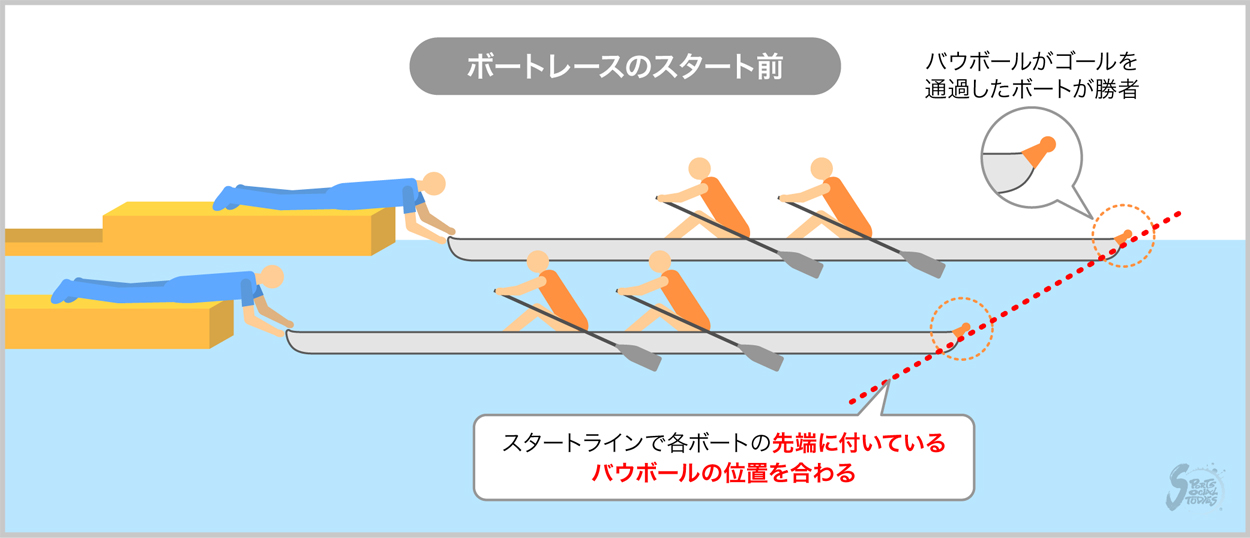 ボートレースのスタート前
バウボールがゴールを
通過したボートが勝者
スタートラインで各ボートの先端に付いている
バウボールの位置を合わる
SPORTS
SOCIAL
STORIES